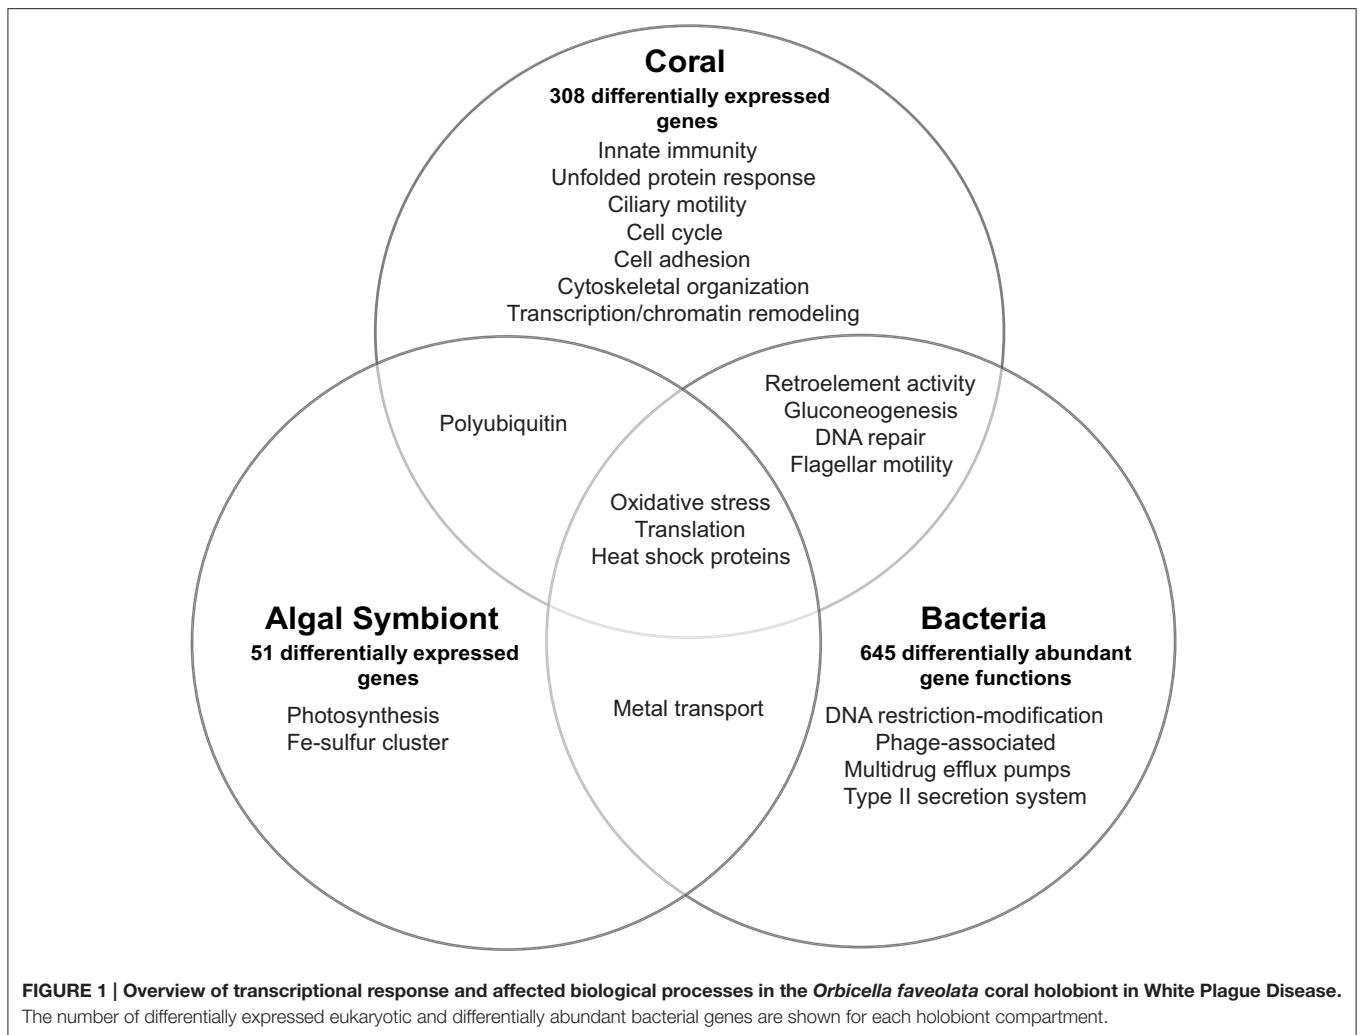 Coral
308 differentially expressed
genes
Innate immunity
Unfolded protein response
Ciliary motility
Cell cycle
Cell adhesion
Cytoskeletal organization
Transcription/chromatin remodeling
Polyubiquitin
Retroelement activity
Gluconeogenesis
DNA repair
Flagellar motility
Oxidative stress
Translation
Heat shock proteins
Algal Symbiont
51 differentially expressed
genes
Photosynthesis
Fe-sulfur cluster
Metal transport
Bacteria
645 differentially abundant
gene functions
DNA restriction-modification
Phage-associated
Multidrug efflux pumps
Type II secretion system
FIGURE 1 | Overview of transcriptional response and affected biological processes in the Orbicella faveolata coral holobiont in White Plague Disease.
The number of differentially expressed eukaryotic and differentially abundant bacterial genes are shown for each holobiont compartment.